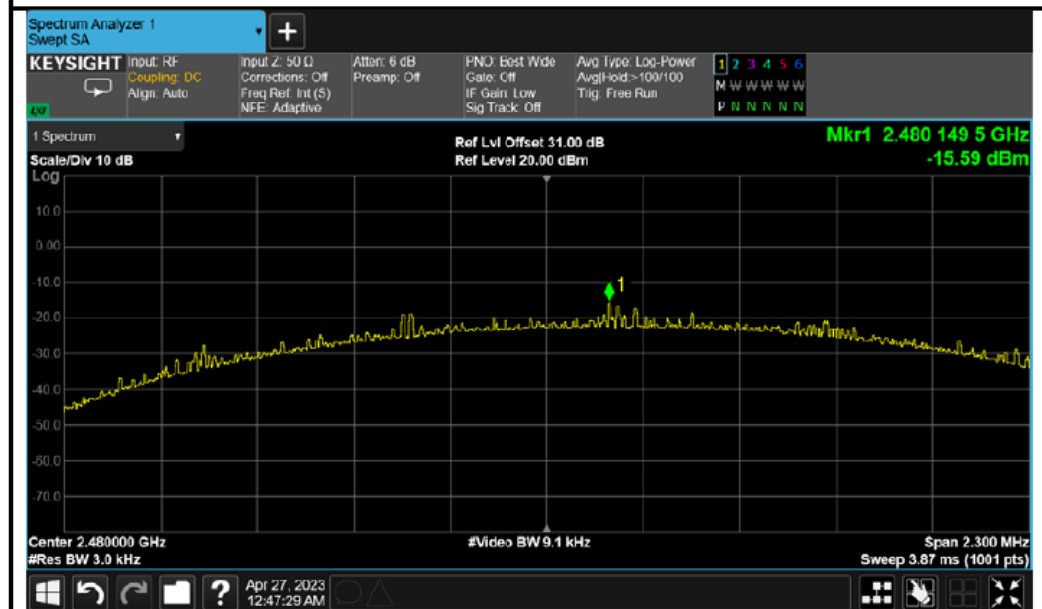 Spectrum Analyzer 1
Swept SA
+
KEYSIGHT
Input: RF
Coupling: DC
Align: Auto
Input Z: 50 Ω
Corrections: Off
Freq Ref: Int (S)
NFE: Adaptive
Atten: 6 dB
Preamp: Off
PNO: Best Wide
Gate: Off
IF Gain: Low
Sig Track: Off
Avg Type: Log-Power
Avg|Hold:>100/100
Trig: Free Run
1 2 3 4 5 6
M W W W W W
P N N N N N
LXI
1 Spectrum
Scale/Div 10 dB
Ref Lvl Offset 31.00 dB
Ref Level 20.00 dBm
Mkr1 2.480 149 5 GHz
-15.59 dBm
Log
10.0
0.00
-10.0
1
-20.0
-30.0
-40.0
-50.0
-60.0
-70.0
Center 2.480000 GHz
#Video BW 9.1 kHz
Span 2.300 MHz
#Res BW 3.0 kHz
Sweep 3.87 ms (1001 pts)
?
Apr 27, 2023
12:47:29 AM